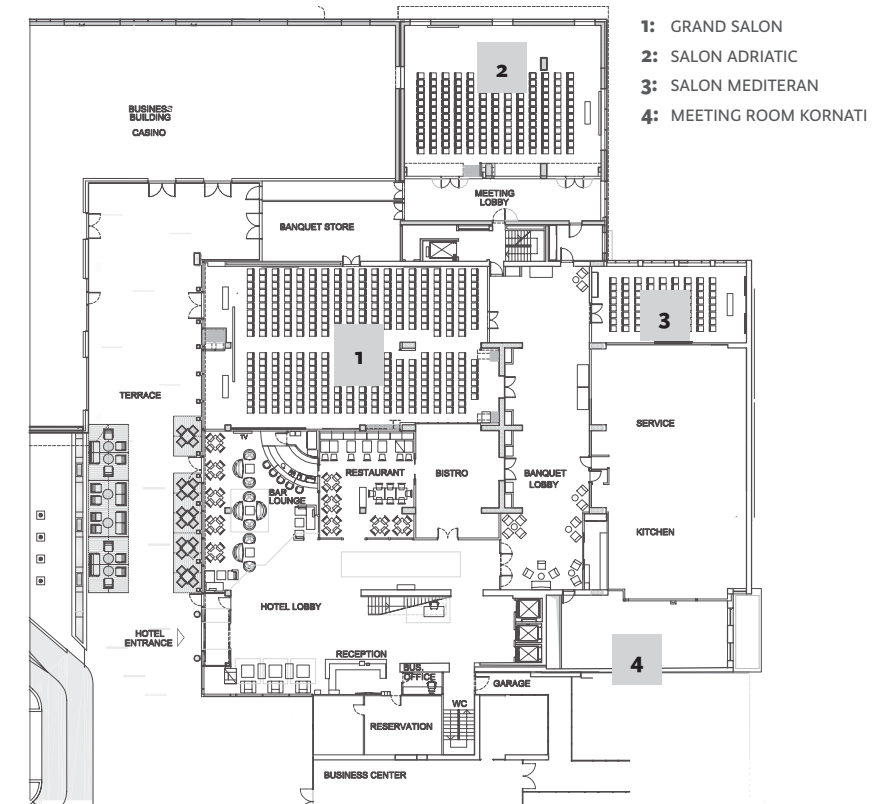 1: GRAND SALON
2: SALON ADRIATIC
3: SALON MEDITERAN
4: MEETING ROOM KORNATI
2
BUSINESS
BUILDING
CASINO
MEETING
LOBBY
BANQUET STORE
3
1
TERRACE
SERVICE
TV
RESTAURANT
BISTRO
BANQUET
LOBBY
BAR
LOUNGE
KITCHEN
HOTEL LOBBY
HOTEL
ENTRANCE
RECEPTION
4
BUS.
OFFICE
GARAGE
WC
RESERVATION
BUSINESS CENTER